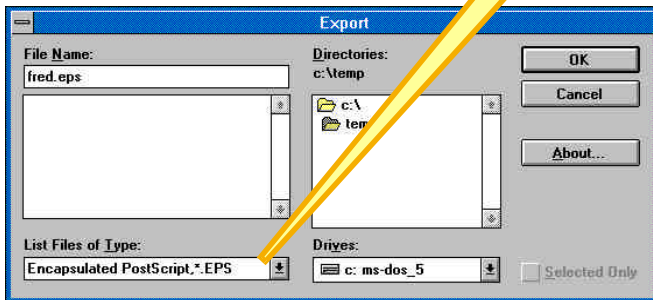 Export
File Name:
fred.eps
Directories:
c:\temp
c:\
List Files of Type:
Encapsulated PostScript,*.EPS
Drives:
c: ms-dos_5
OK
Cancel
About...
Selected Only